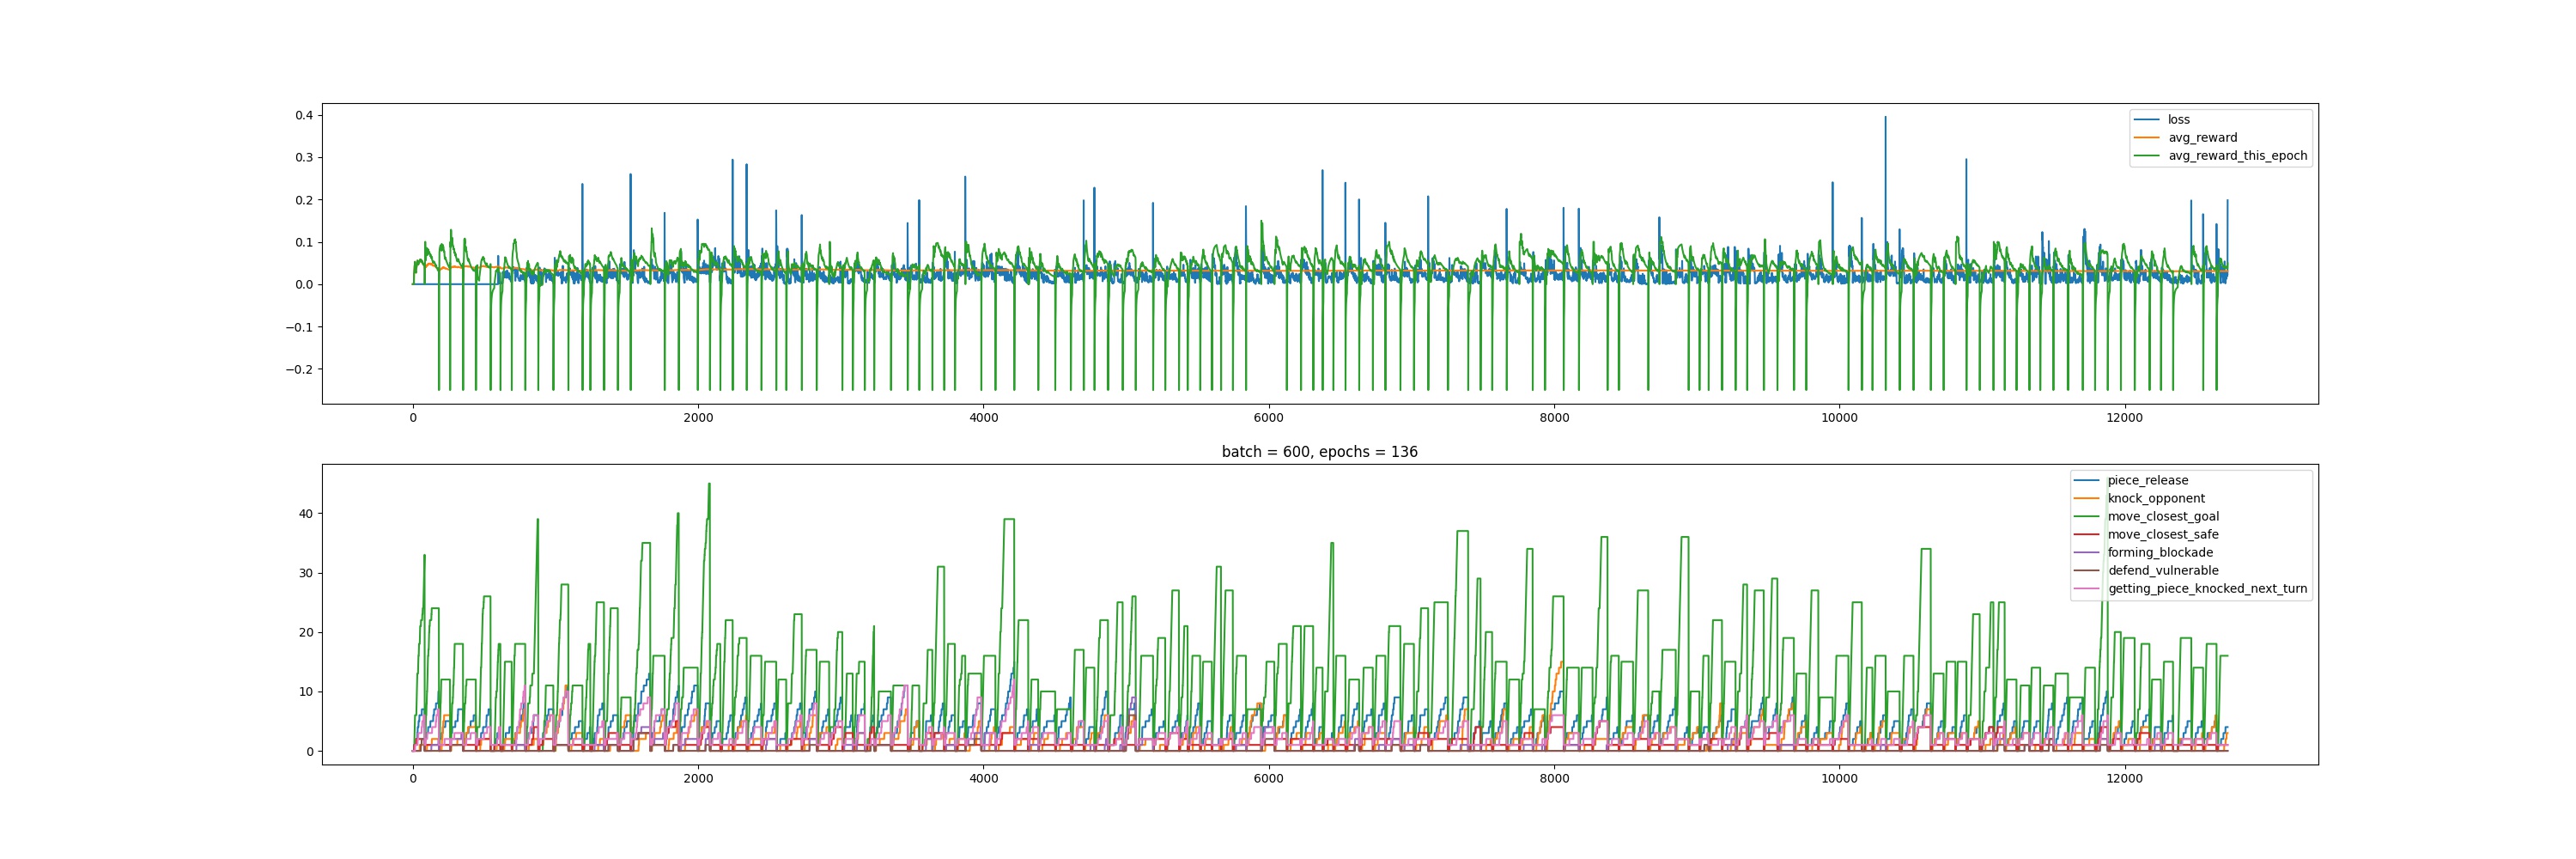 0.4
0.3
0.2
0.1
0.0
−0.1
−0.2
0 2000 4000 6000 8000 10000 12000
loss
avg_reward
avg_reward_this_epoch
batch = 600, epochs = 136
40
30
20
10
0
0 2000 4000 6000 8000 10000 12000
piece_release
knock_opponent
move_closest_goal
move_closest_safe
forming_blockade
defend_vulnerable
getting_piece_knocked_next_turn